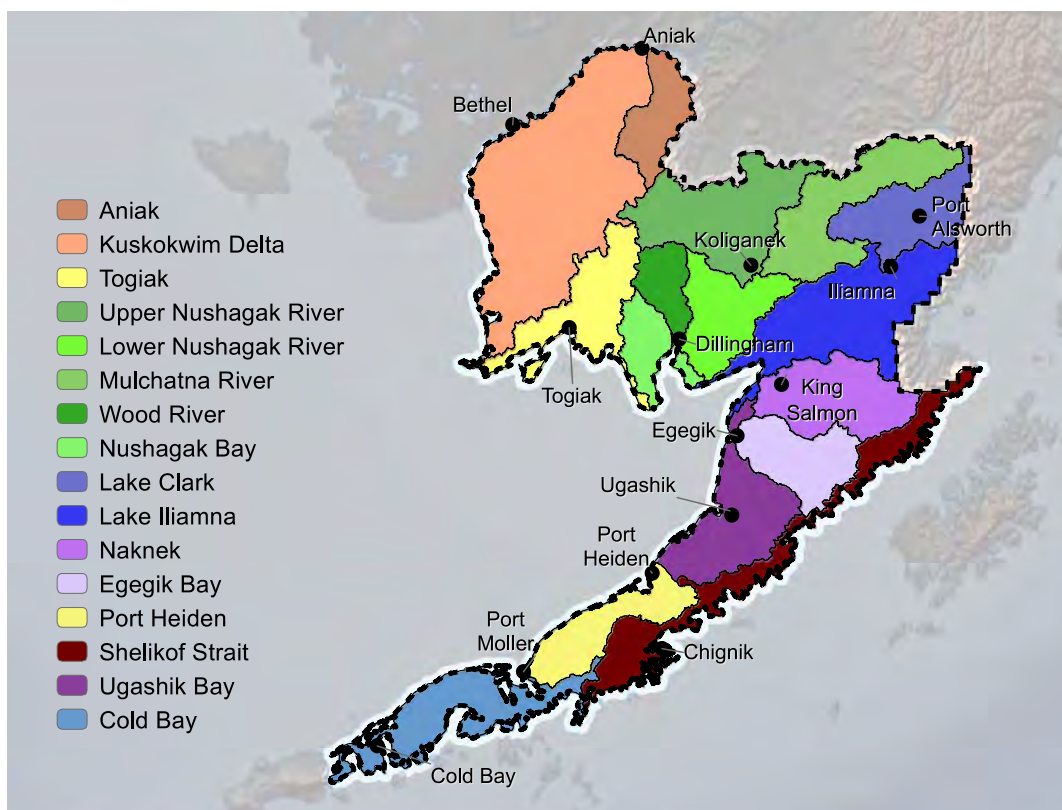 Aniak
Bethel
Port
Alsworth
Koliganek
Iliamna
Dillingham
Togiak
King
Salmon
Egegik
Ugashik
Port
Heiden
Port
Moller
Chignik
Cold Bay
Aniak
Kuskokwim Delta
Togiak
Upper Nushagak River
Lower Nushagak River
Mulchatna River
Wood River
Nushagak Bay
Lake Clark
Lake Iliamna
Naknek
Egegik Bay
Port Heiden
Shelikof Strait
Ugashik Bay
Cold Bay